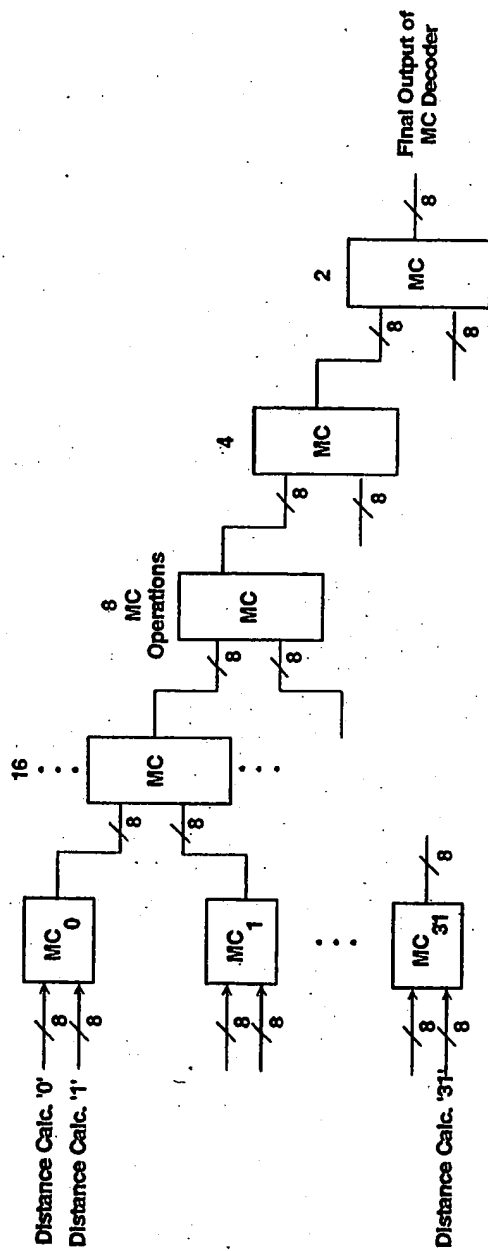 Distance Calc. '0'
Distance Calc. '1'
8
8
MC 0
8
8
8
MC 1
8
• • •
8
8
Distance Calc. '31'
MC 31
8
16
• • •
MC
• • •
8
8
8
MC
Operations
MC
8
8
4
MC
8
8
2
MC
8
Final Output of
MC Decoder